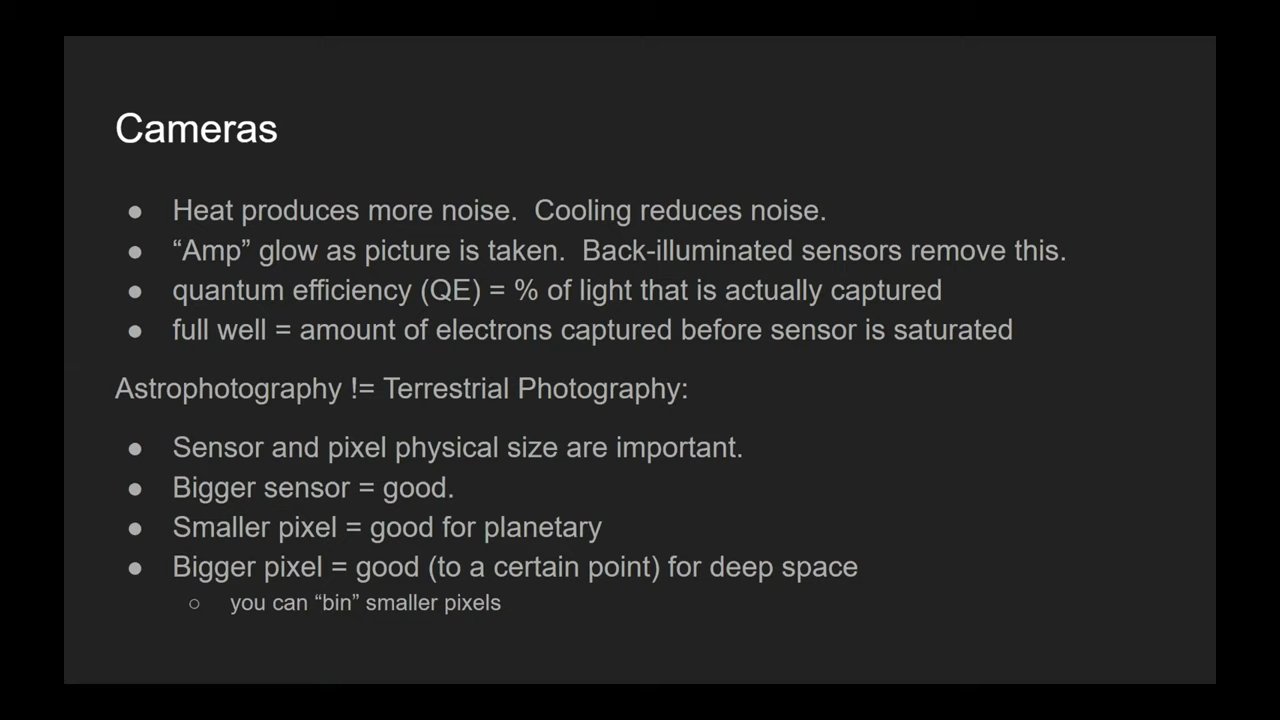 Cameras
● Heat produces more noise.  Cooling reduces noise.
● “Amp” glow as picture is taken.  Back-illuminated sensors remove this.
● quantum efficiency (QE) = % of light that is actually captured
● full well = amount of electrons captured before sensor is saturated
Astrophotography != Terrestrial Photography:
● Sensor and pixel physical size are important.
● Bigger sensor = good.
● Smaller pixel = good for planetary
● Bigger pixel = good (to a certain point) for deep space
○ you can “bin” smaller pixels